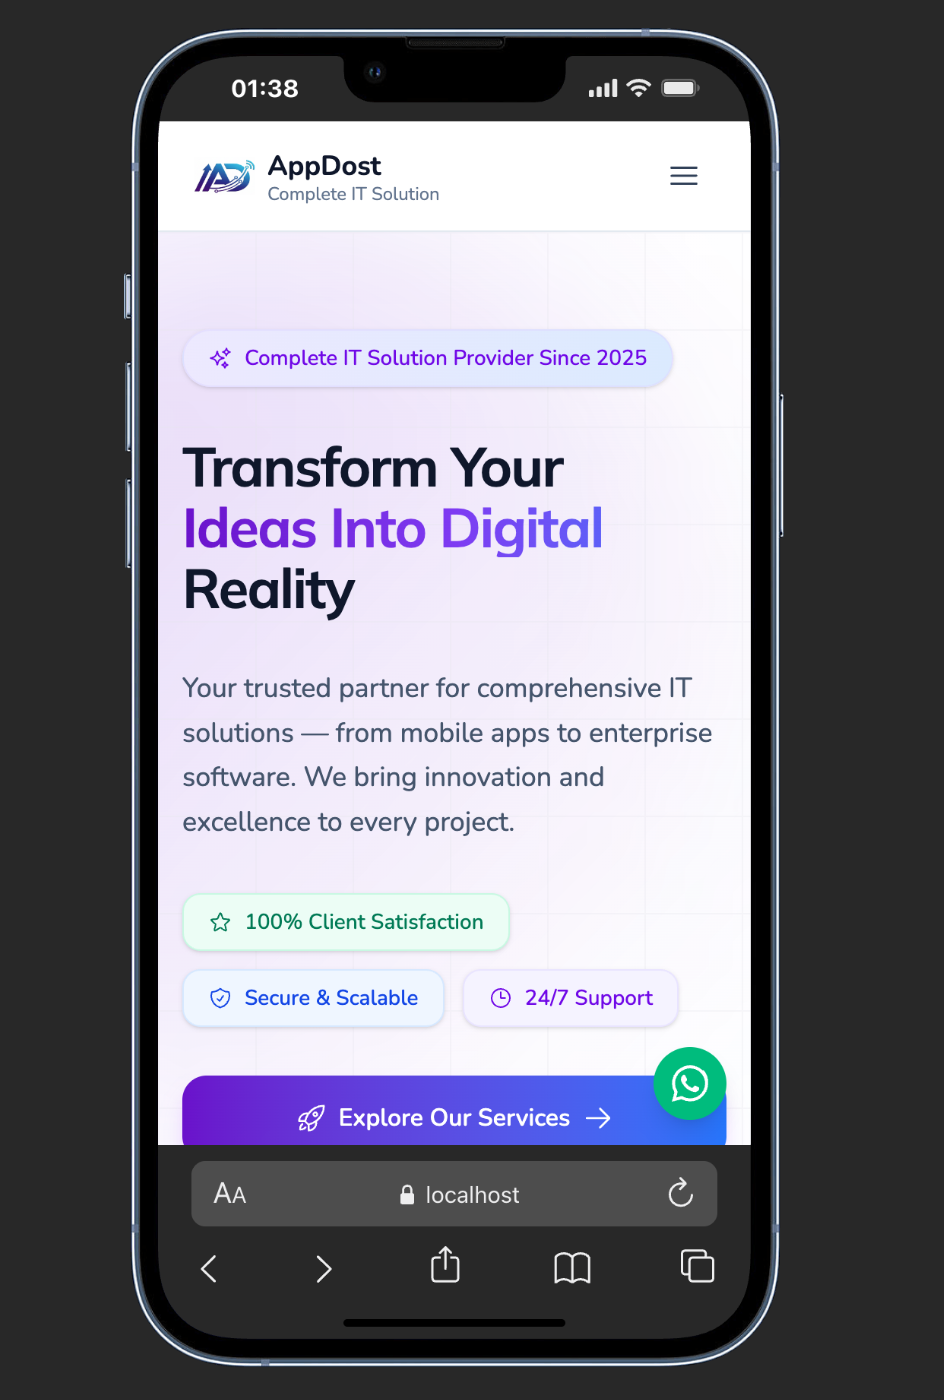 01:38
AppDost
Complete IT Solution
Complete IT Solution Provider Since 2025
Transform Your
Ideas Into Digital
Reality
Your trusted partner for comprehensive IT
solutions — from mobile apps to enterprise
software. We bring innovation and
excellence to every project.
100% Client Satisfaction
Secure & Scalable
24/7 Support
Explore Our Services
AA
localhost